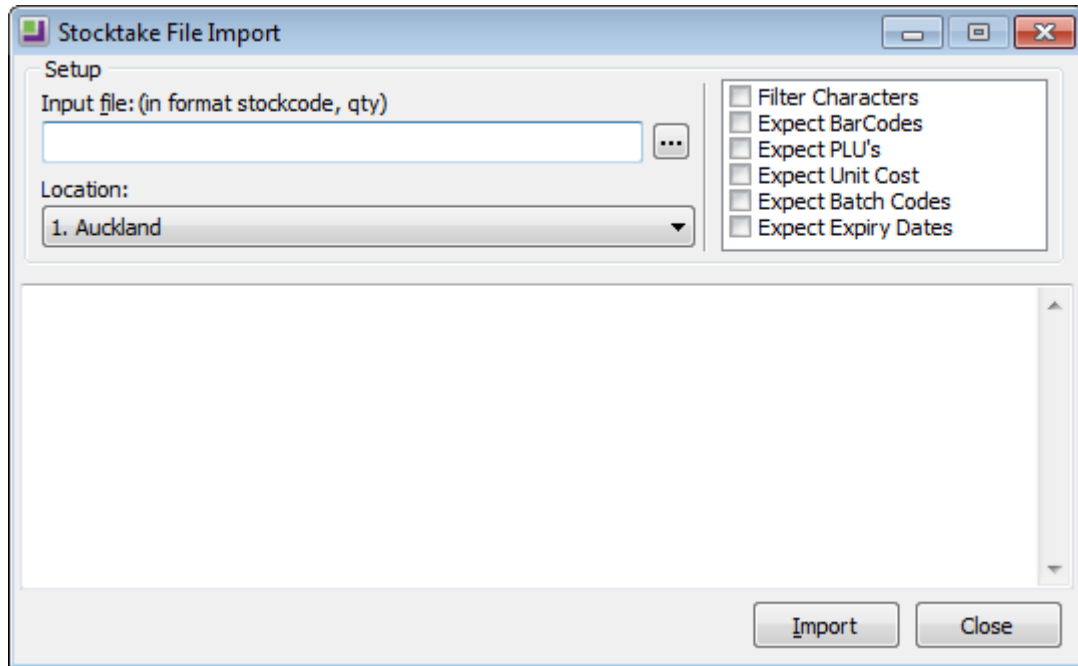 Stocktake File Import
Setup
Input file: (in format stockcode, qty)
...
Location:
1. Auckland
Filter Characters
Expect BarCodes
Expect PLU's
Expect Unit Cost
Expect Batch Codes
Expect Expiry Dates
Import
Close